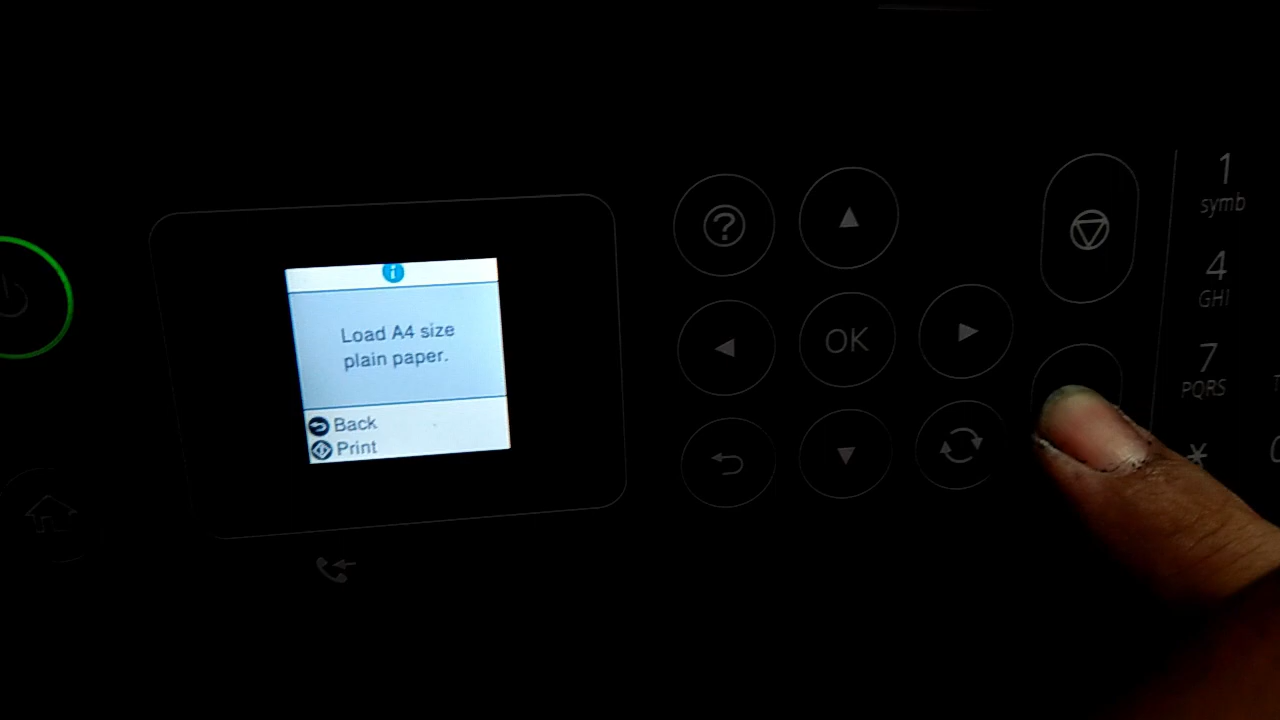 Load A4 size
plain paper.
Back
Print
?
OK
1
symb
4
GHI
7
PQRS
*